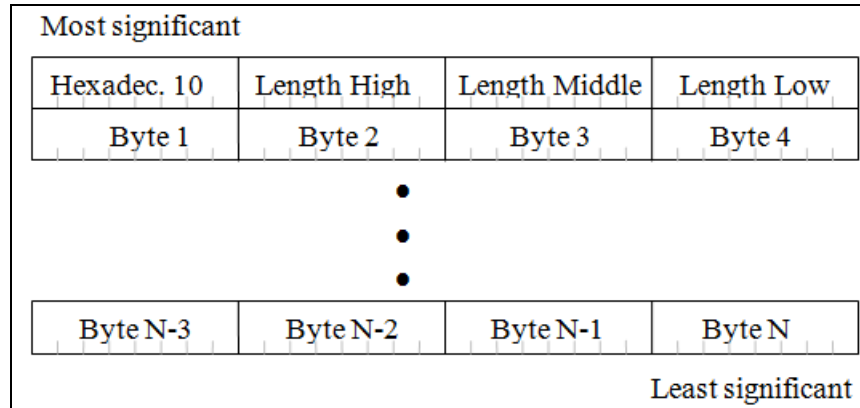 Most significant
Hexadec. 10 Length High Length Middle Length Low
Byte 1 Byte 2 Byte 3 Byte 4
Byte N-3 Byte N-2 Byte N-1 Byte N
Least significant